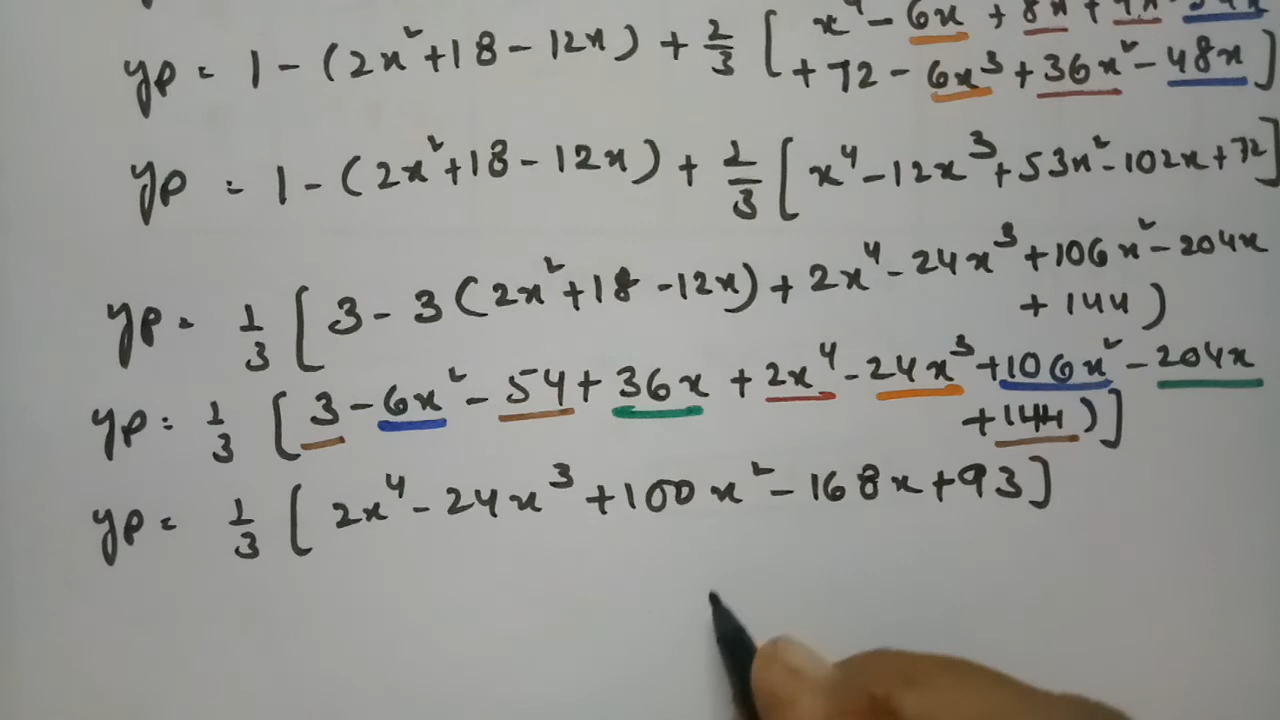 x⁴ - 6x + 8x +
yp = 1 - (2x² + 18 - 12x) + 2/3 [
+ 72 - 6x³ + 36x² - 48x ]
yp = 1 - (2x² + 18 - 12x) + 2/3 [ x⁴ - 12x³ + 53x² - 102x + 72 ]
yp = 1/3 [ 3 - 3 (2x² + 18 - 12x) + 2x⁴ - 24x³ + 106x² - 204x
+ 144 )
yp = 1/3 [ 3 - 6x² - 54 + 36x + 2x⁴ - 24x³ + 106x² - 204x
+ 144 ) ]
yp = 1/3 [ 2x⁴ - 24x³ + 100x² - 168x + 93 ]